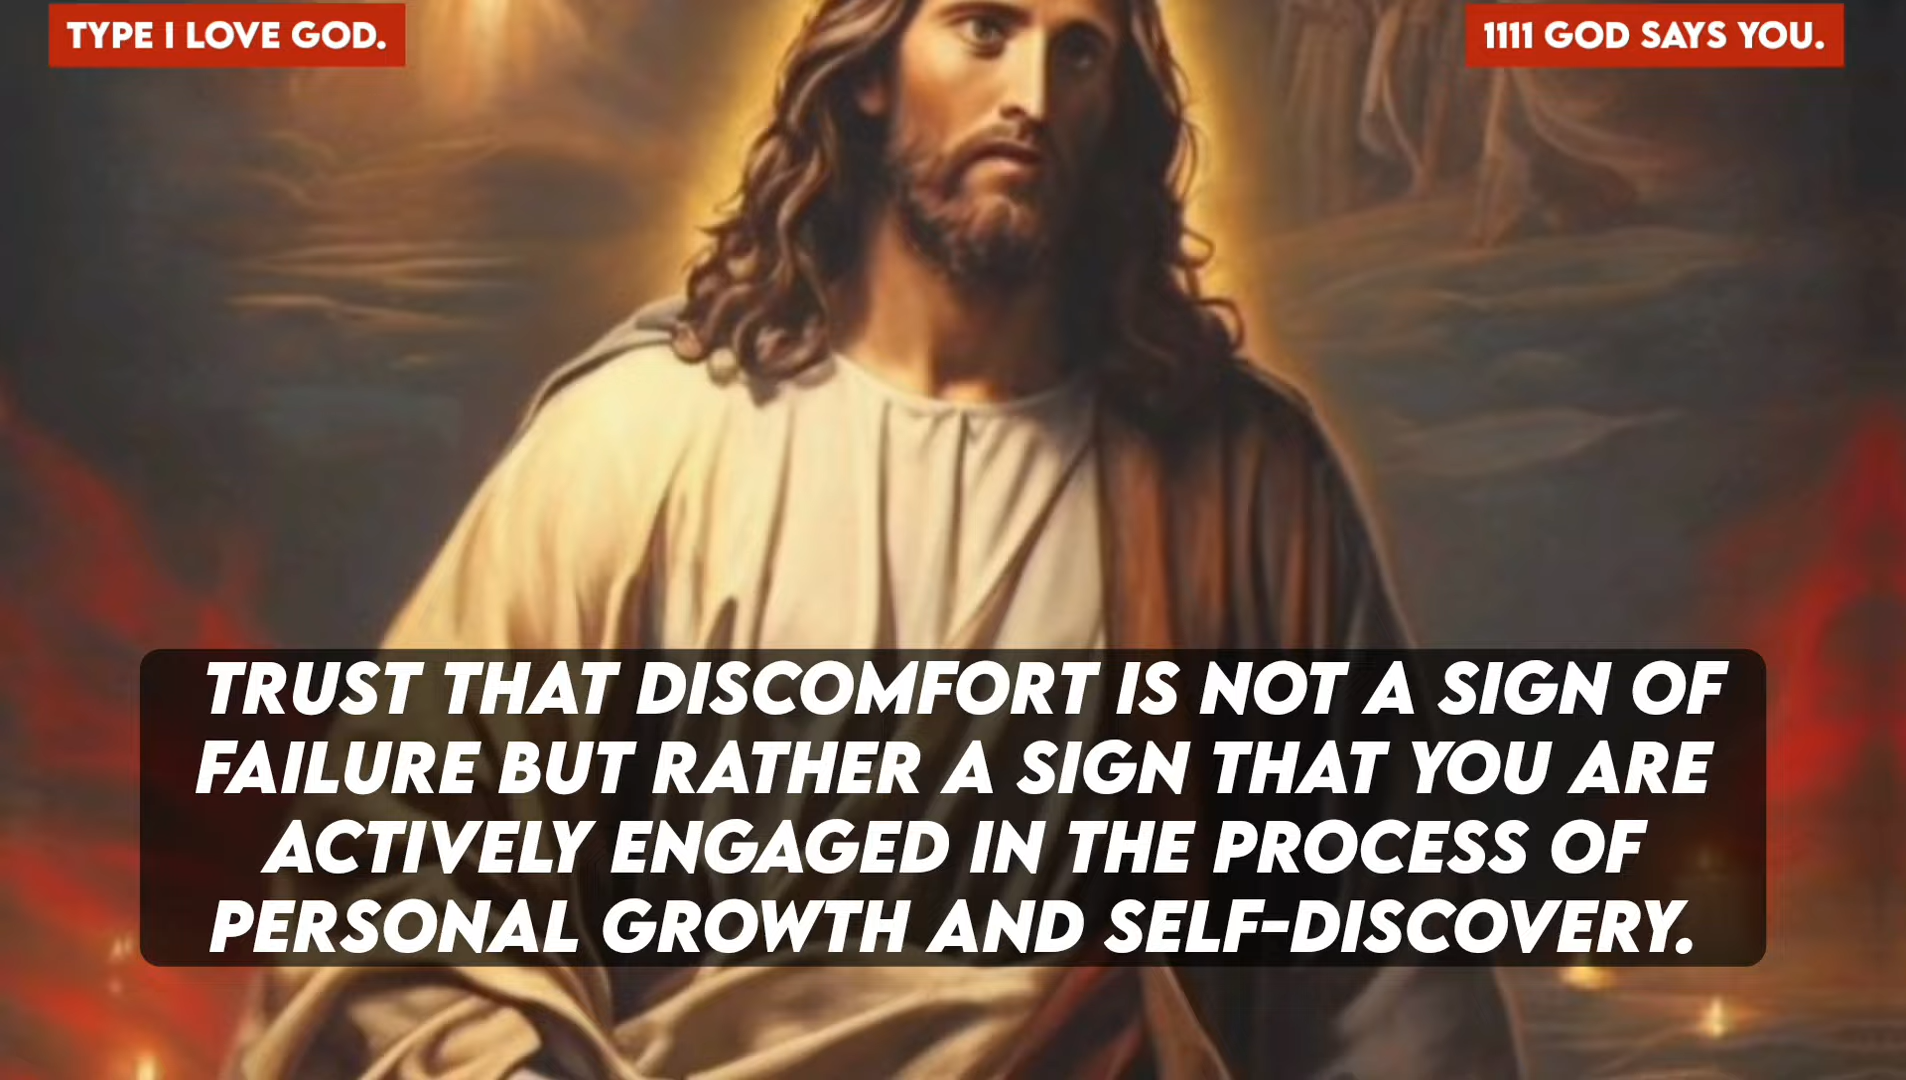 TYPE I LOVE GOD.
1111 GOD SAYS YOU.
TRUST THAT DISCOMFORT IS NOT A SIGN OF
FAILURE BUT RATHER A SIGN THAT YOU ARE
ACTIVELY ENGAGED IN THE PROCESS OF
PERSONAL GROWTH AND SELF-DISCOVERY.